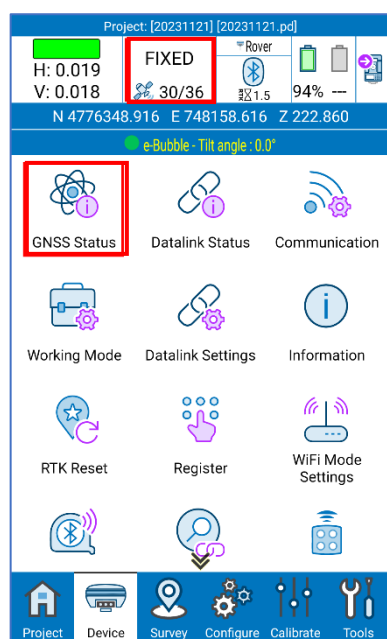 Project: [20231121] [20231121.pd]
H: 0.019
V: 0.018
FIXED
30/36
Rover
1.5
94% ---
N 4776348.916 E 748158.616 Z 222.860
e-Bubble - Tilt angle : 0.0°
GNSS Status Datalink Status Communication
Working Mode Datalink Settings Information
RTK Reset Register WiFi Mode
Settings
Project Device Survey Configure Calibrate Tools